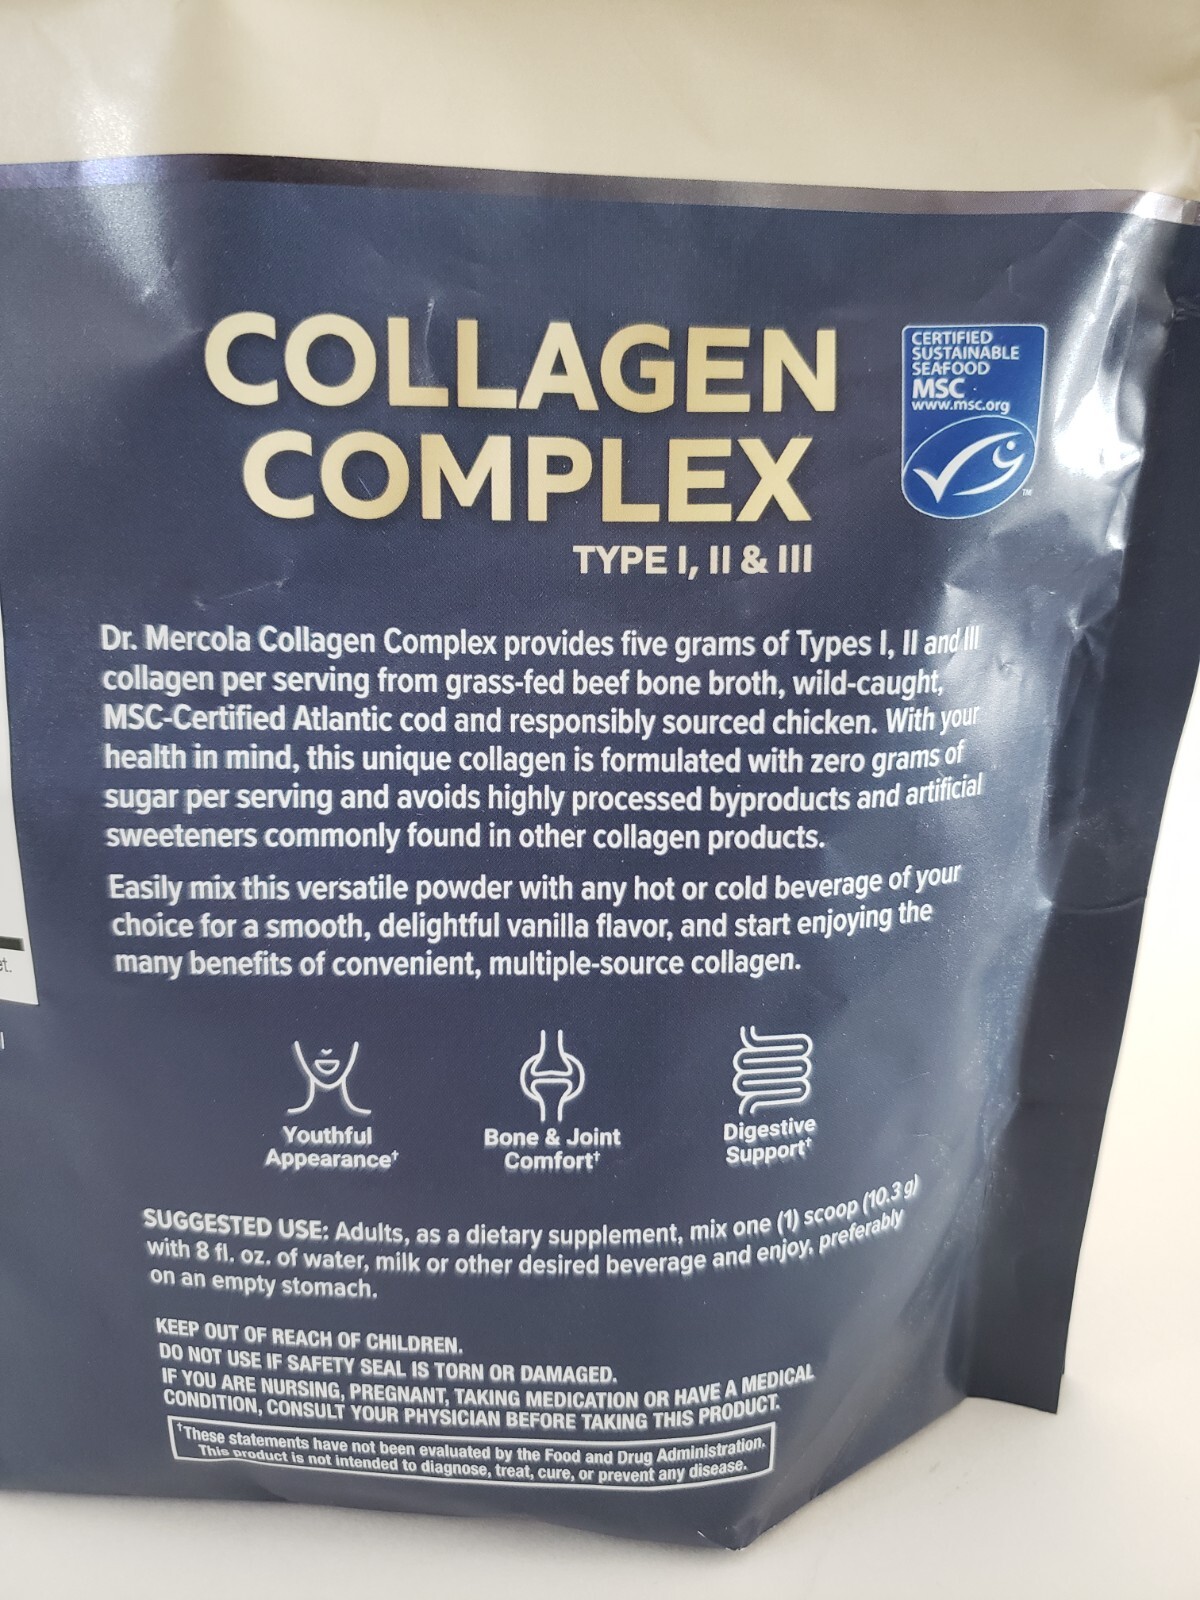 COLLAGEN
COMPLEX
TYPE I, II & III
CERTIFIED
SUSTAINABLE
SEAFOOD
MSC
www.msc.org
TM
Dr. Mercola Collagen Complex provides five grams of Types I, II and III
collagen per serving from grass-fed beef bone broth, wild-caught,
MSC-Certified Atlantic cod and responsibly sourced chicken. With your
health in mind, this unique collagen is formulated with zero grams of
sugar per serving and avoids highly processed byproducts and artificial
sweeteners commonly found in other collagen products.
Easily mix this versatile powder with any hot or cold beverage of your
choice for a smooth, delightful vanilla flavor, and start enjoying the
many benefits of convenient, multiple-source collagen.
Youthful
Appearance†
Bone & Joint
Comfort†
Digestive
Support†
SUGGESTED USE: Adults, as a dietary supplement, mix one (1) scoop (10.3 g)
with 8 fl. oz. of water, milk or other desired beverage and enjoy, preferably
on an empty stomach.
KEEP OUT OF REACH OF CHILDREN.
DO NOT USE IF SAFETY SEAL IS TORN OR DAMAGED.
IF YOU ARE NURSING, PREGNANT, TAKING MEDICATION OR HAVE A MEDICAL
CONDITION, CONSULT YOUR PHYSICIAN BEFORE TAKING THIS PRODUCT.
†These statements have not been evaluated by the Food and Drug Administration.
This product is not intended to diagnose, treat, cure, or prevent any disease.